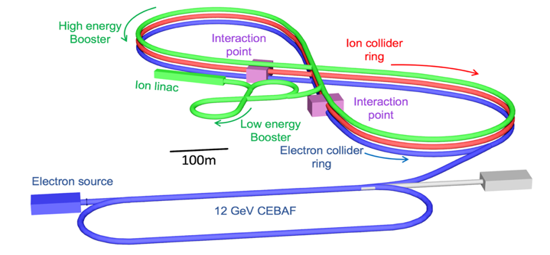 High energy
Booster
Interaction
point
Ion collider
ring
Ion linac
Interaction
point
Low energy
Booster
100m
Electron collider
ring
Electron source
12 GeV CEBAF